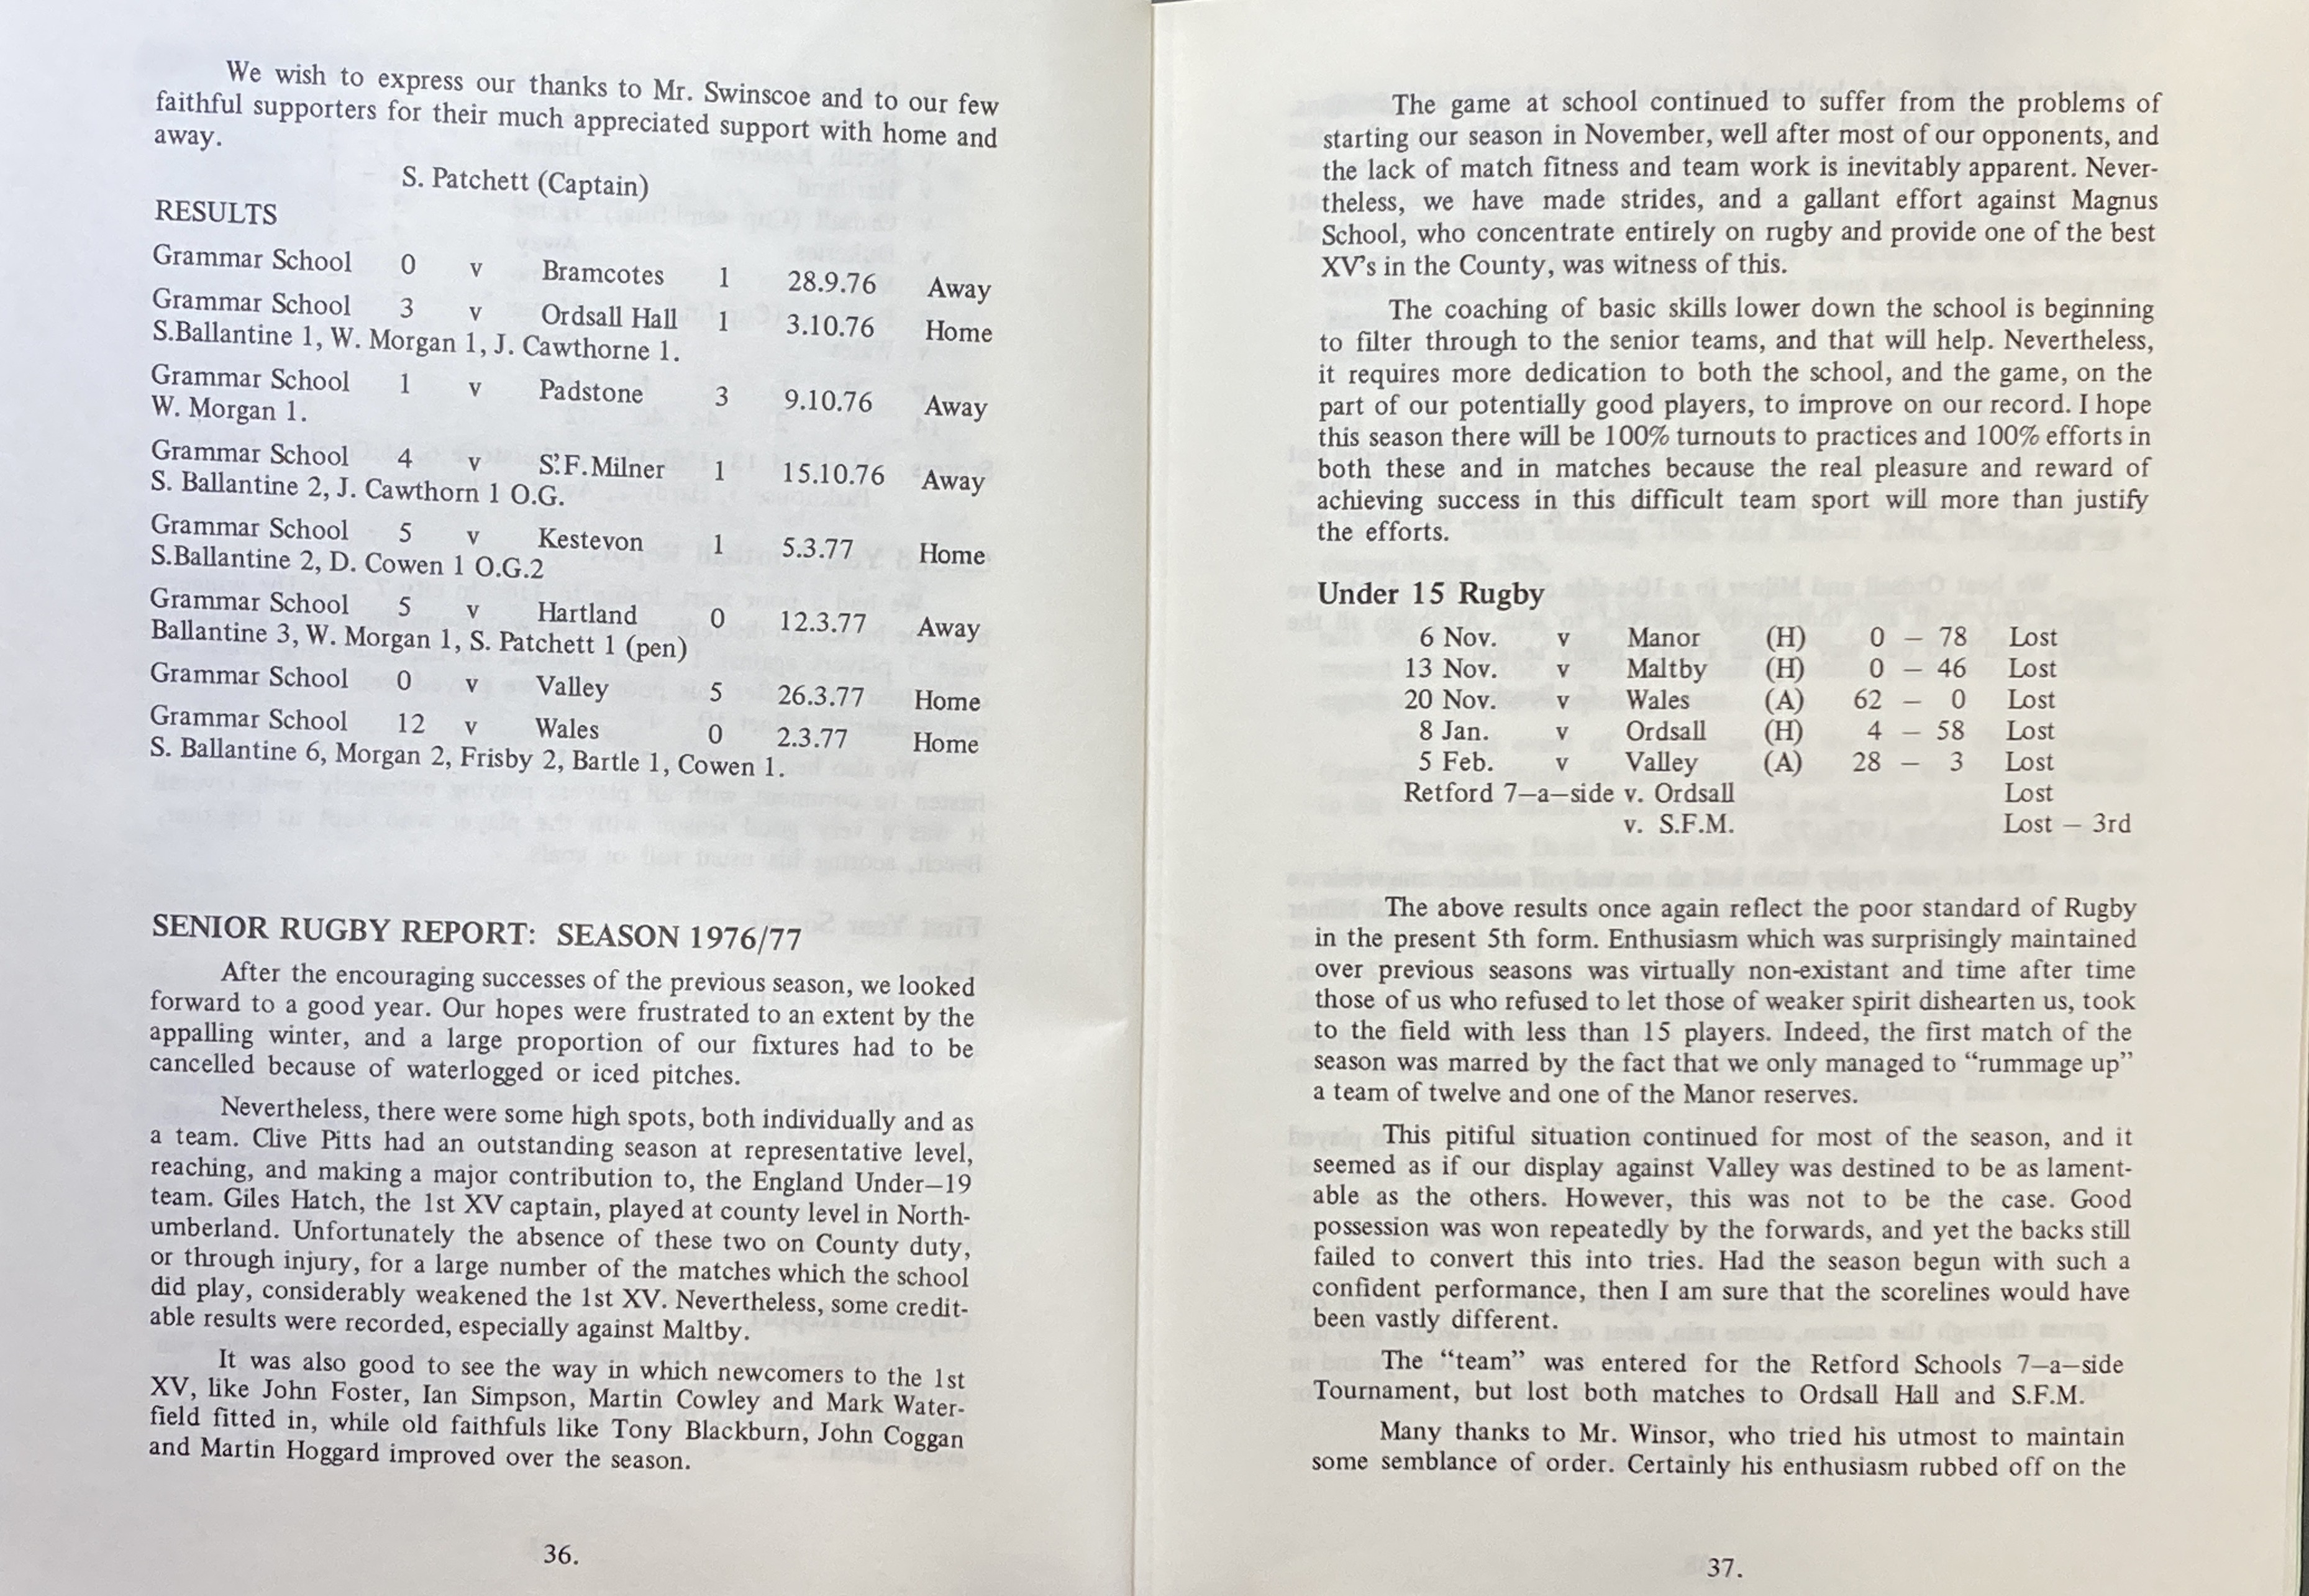 We wish to express our thanks to Mr. Swinscoe and to our few
faithful supporters for their much appreciated support with home and
away.
S. Patchett (Captain)
RESULTS
Grammar School 0 v Bramcotes 1 28.9.76 Away
Grammar School 3 v Ordsall Hall 1 3.10.76 Home
S.Ballantine 1, W. Morgan 1, J. Cawthorne 1.
Grammar School 1 v Padstone 3 9.10.76 Away
W. Morgan 1.
Grammar School 4 v S.'F.Milner 1 15.10.76 Away
S. Ballantine 2, J. Cawthorn 1 O.G.
Grammar School 5 v Kestevon 1 5.3.77 Home
S.Ballantine 2, D. Cowen 1 O.G.2
Grammar School 5 v Hartland 0 12.3.77 Away
Ballantine 3, W. Morgan 1, S. Patchett 1 (pen)
Grammar School 0 v Valley 5 26.3.77 Home
Grammar School 12 v Wales 0 2.3.77 Home
S. Ballantine 6, Morgan 2, Frisby 2, Bartle 1, Cowen 1.
SENIOR RUGBY REPORT: SEASON 1976/77
After the encouraging successes of the previous season, we looked
forward to a good year. Our hopes were frustrated to an extent by the
appalling winter, and a large proportion of our fixtures had to be
cancelled because of waterlogged or iced pitches.
Nevertheless, there were some high spots, both individually and as
a team. Clive Pitts had an outstanding season at representative level,
reaching, and making a major contribution to, the England Under–19
team. Giles Hatch, the 1st XV captain, played at county level in North-
umberland. Unfortunately the absence of these two on County duty,
or through injury, for a large number of the matches which the school
did play, considerably weakened the 1st XV. Nevertheless, some credit-
able results were recorded, especially against Maltby.
It was also good to see the way in which newcomers to the 1st
XV, like John Foster, Ian Simpson, Martin Cowley and Mark Water-
field fitted in, while old faithfuls like Tony Blackburn, John Coggan
and Martin Hoggard improved over the season.
36.
The game at school continued to suffer from the problems of
starting our season in November, well after most of our opponents, and
the lack of match fitness and team work is inevitably apparent. Never-
theless, we have made strides, and a gallant effort against Magnus
School, who concentrate entirely on rugby and provide one of the best
XV's in the County, was witness of this.
The coaching of basic skills lower down the school is beginning
to filter through to the senior teams, and that will help. Nevertheless,
it requires more dedication to both the school, and the game, on the
part of our potentially good players, to improve on our record. I hope
this season there will be 100% turnouts to practices and 100% efforts in
both these and in matches because the real pleasure and reward of
achieving success in this difficult team sport will more than justify
the efforts.
Under 15 Rugby
6 Nov. v Manor (H) 0 – 78 Lost
13 Nov. v Maltby (H) 0 – 46 Lost
20 Nov. v Wales (A) 62 – 0 Lost
8 Jan. v Ordsall (H) 4 – 58 Lost
5 Feb. v Valley (A) 28 – 3 Lost
Retford 7–a–side v. Ordsall Lost
v. S.F.M. Lost – 3rd
The above results once again reflect the poor standard of Rugby
in the present 5th form. Enthusiasm which was surprisingly maintained
over previous seasons was virtually non-existant and time after time
those of us who refused to let those of weaker spirit dishearten us, took
to the field with less than 15 players. Indeed, the first match of the
season was marred by the fact that we only managed to “rummage up”
a team of twelve and one of the Manor reserves.
This pitiful situation continued for most of the season, and it
seemed as if our display against Valley was destined to be as lament-
able as the others. However, this was not to be the case. Good
possession was won repeatedly by the forwards, and yet the backs still
failed to convert this into tries. Had the season begun with such a
confident performance, then I am sure that the scorelines would have
been vastly different.
The “team” was entered for the Retford Schools 7–a–side
Tournament, but lost both matches to Ordsall Hall and S.F.M.
Many thanks to Mr. Winsor, who tried his utmost to maintain
some semblance of order. Certainly his enthusiasm rubbed off on the
37.